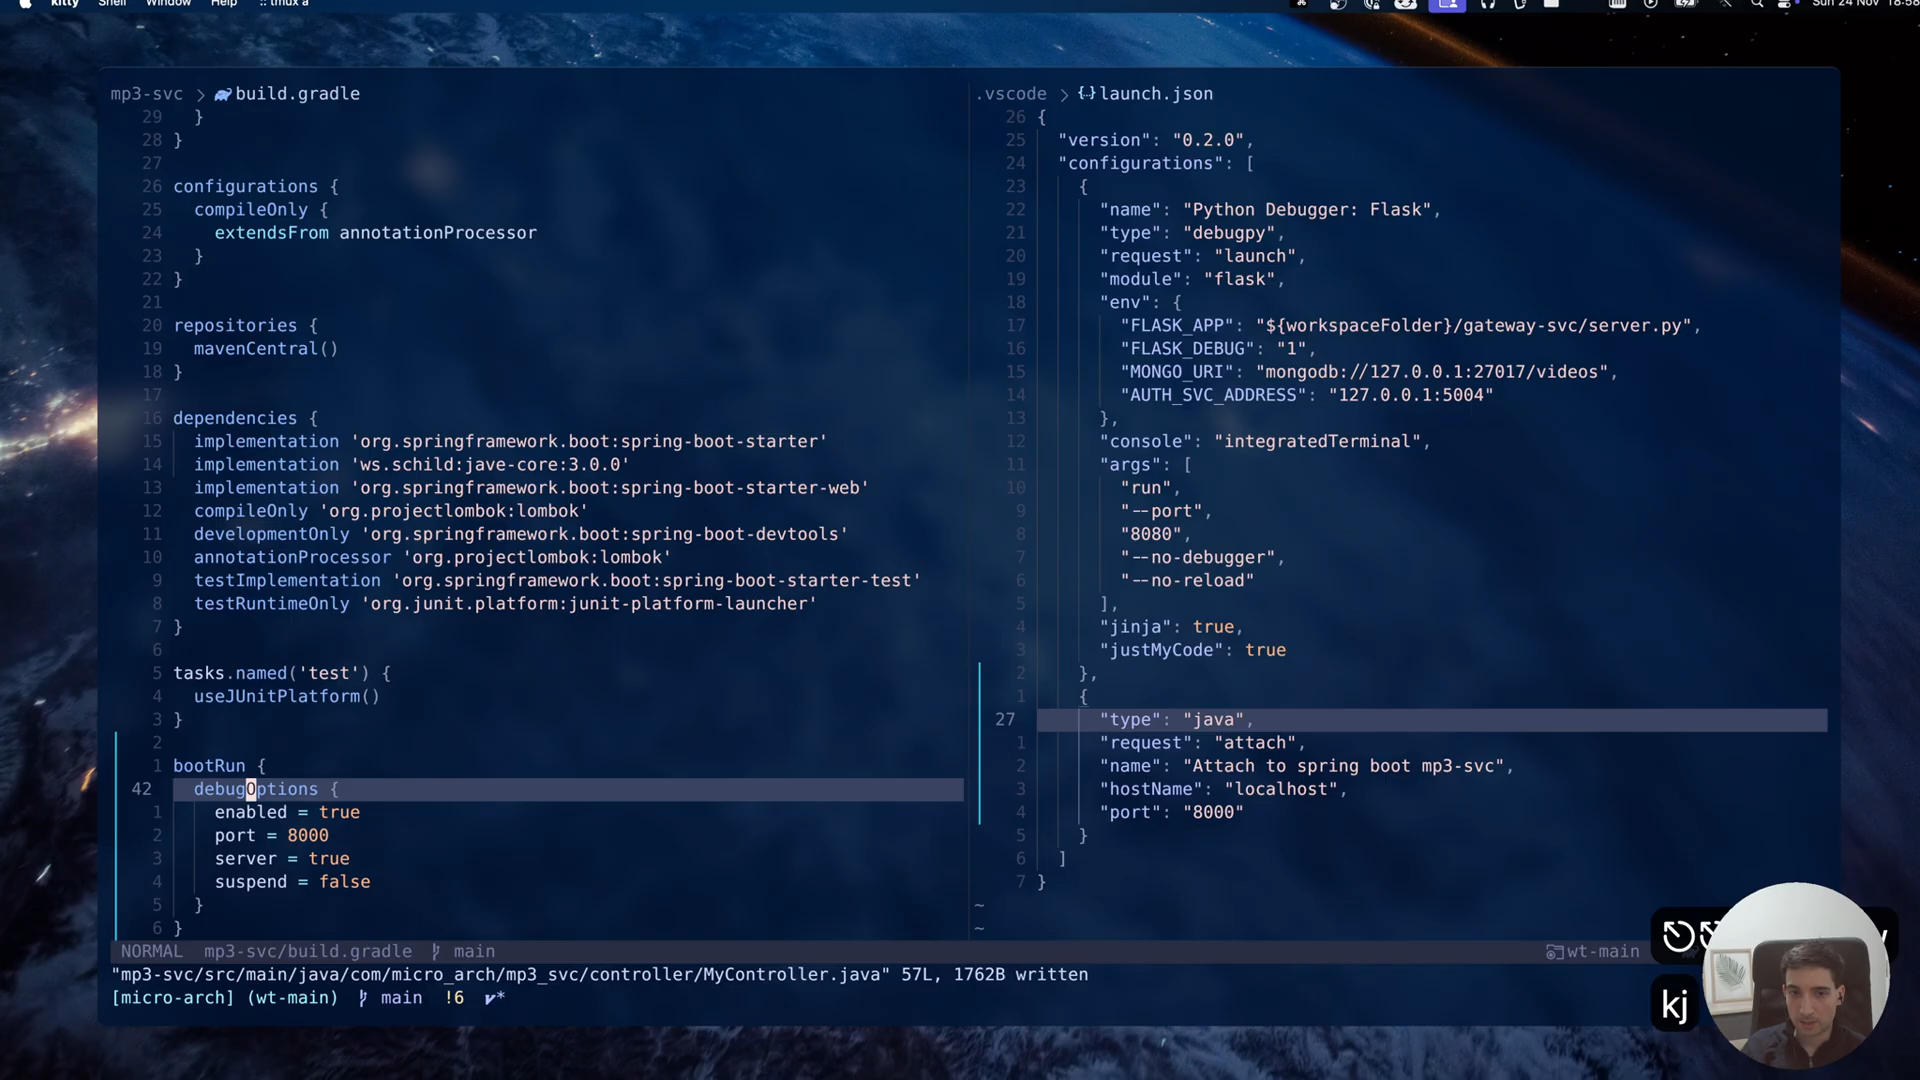 kitty Shell Window Help :: tmux a
Sun 24 Nov 18:58
mp3-svc > build.gradle
29 }
28 }
27
26 configurations {
25 compileOnly {
24 extendsFrom annotationProcessor
23 }
22 }
21
20 repositories {
19 mavenCentral()
18 }
17
16 dependencies {
15 implementation 'org.springframework.boot:spring-boot-starter'
14 implementation 'ws.schild:jave-core:3.0.0'
13 implementation 'org.springframework.boot:spring-boot-starter-web'
12 compileOnly 'org.projectlombok:lombok'
11 developmentOnly 'org.springframework.boot:spring-boot-devtools'
10 annotationProcessor 'org.projectlombok:lombok'
9 testImplementation 'org.springframework.boot:spring-boot-starter-test'
8 testRuntimeOnly 'org.junit.platform:junit-platform-launcher'
7 }
6
5 tasks.named('test') {
4 useJUnitPlatform()
3 }
2
1 bootRun {
42 debugOptions {
1 enabled = true
2 port = 8000
3 server = true
4 suspend = false
5 }
6 }
.vscode > {} launch.json
26 {
25 "version": "0.2.0",
24 "configurations": [
23 {
22 "name": "Python Debugger: Flask",
21 "type": "debugpy",
20 "request": "launch",
19 "module": "flask",
18 "env": {
17 "FLASK_APP": "${workspaceFolder}/gateway-svc/server.py",
16 "FLASK_DEBUG": "1",
15 "MONGO_URI": "mongodb://127.0.0.1:27017/videos",
14 "AUTH_SVC_ADDRESS": "127.0.0.1:5004"
13 },
12 "console": "integratedTerminal",
11 "args": [
10 "run",
9 "--port",
8 "8080",
7 "--no-debugger",
6 "--no-reload"
5 ],
4 "jinja": true,
3 "justMyCode": true
2 },
1 {
27 "type": "java",
1 "request": "attach",
2 "name": "Attach to spring boot mp3-svc",
3 "hostName": "localhost",
4 "port": "8000"
5 }
6 ]
7 }
~
~
NORMAL mp3-svc/build.gradle main wt-main
"mp3-svc/src/main/java/com/micro_arch/mp3_svc/controller/MyController.java" 57L, 1762B written
[micro-arch] (wt-main) main !6 v*
kj